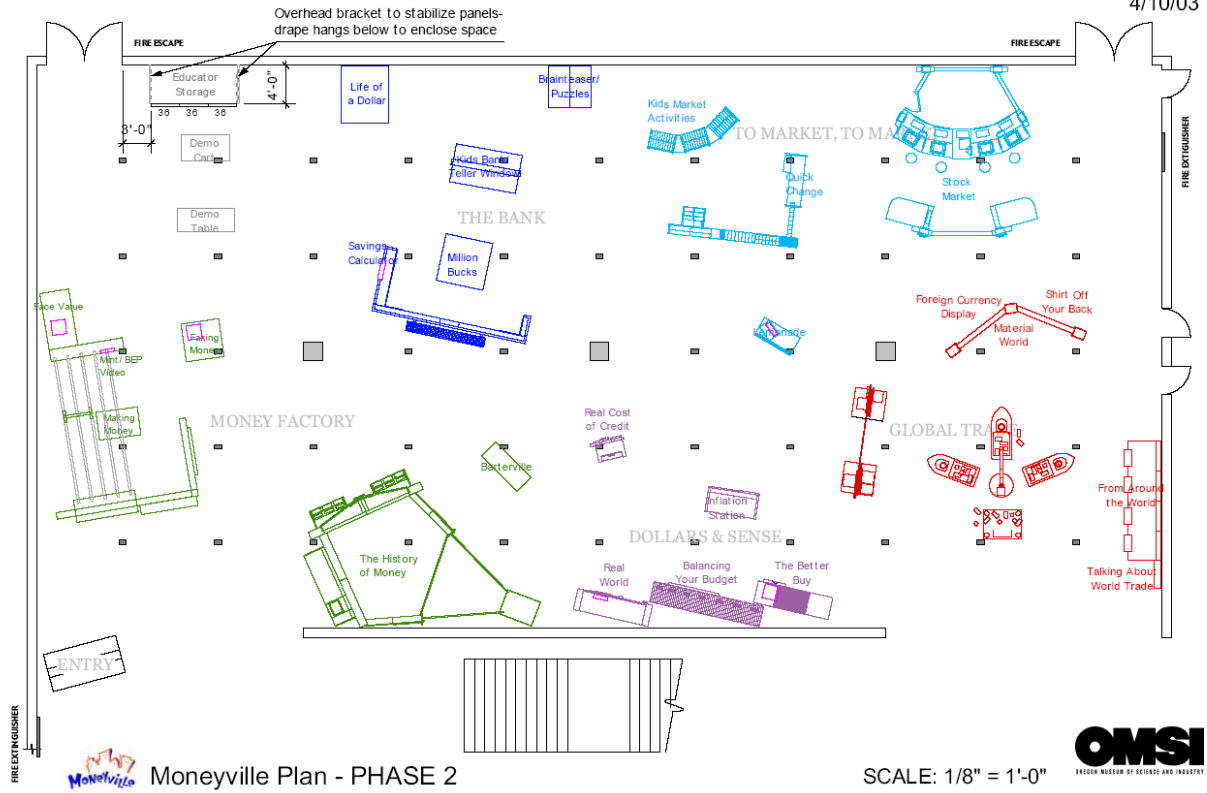 4/10/03
Overhead bracket to stabilize panels-
drape hangs below to enclose space
FIRE ESCAPE
FIRE ESCAPE
Educator
Storage
4'-0"
36 36 36
3'-0"
Life of
a Dollar
Brainteaser/
Puzzles
Kids Market
Activities
TO MARKET, TO MARKET
FIRE EXTIGUISHER
Demo
Cart
Kids Bank
Teller Window
Quick
Change
Stock
Market
Demo
Table
THE BANK
Savings
Calculator
Million
Bucks
Face Value
Foreign Currency
Display
Shirt Off
Your Back
Material
World
Faking
Money
Lemonade
Mint / BEP
Video
Making
Money
MONEY FACTORY
Real Cost
of Credit
GLOBAL TRADE
Barterville
Inflation
Station
From Around
the World
DOLLARS & SENSE
The History
of Money
Real
World
Balancing
Your Budget
The Better
Buy
Talking About
World Trade
ENTRY
FIRE EXTINGUISHER
Moneyville
Moneyville Plan - PHASE 2
SCALE: 1/8" = 1'-0"
OMSI
OREGON MUSEUM OF SCIENCE AND INDUSTRY